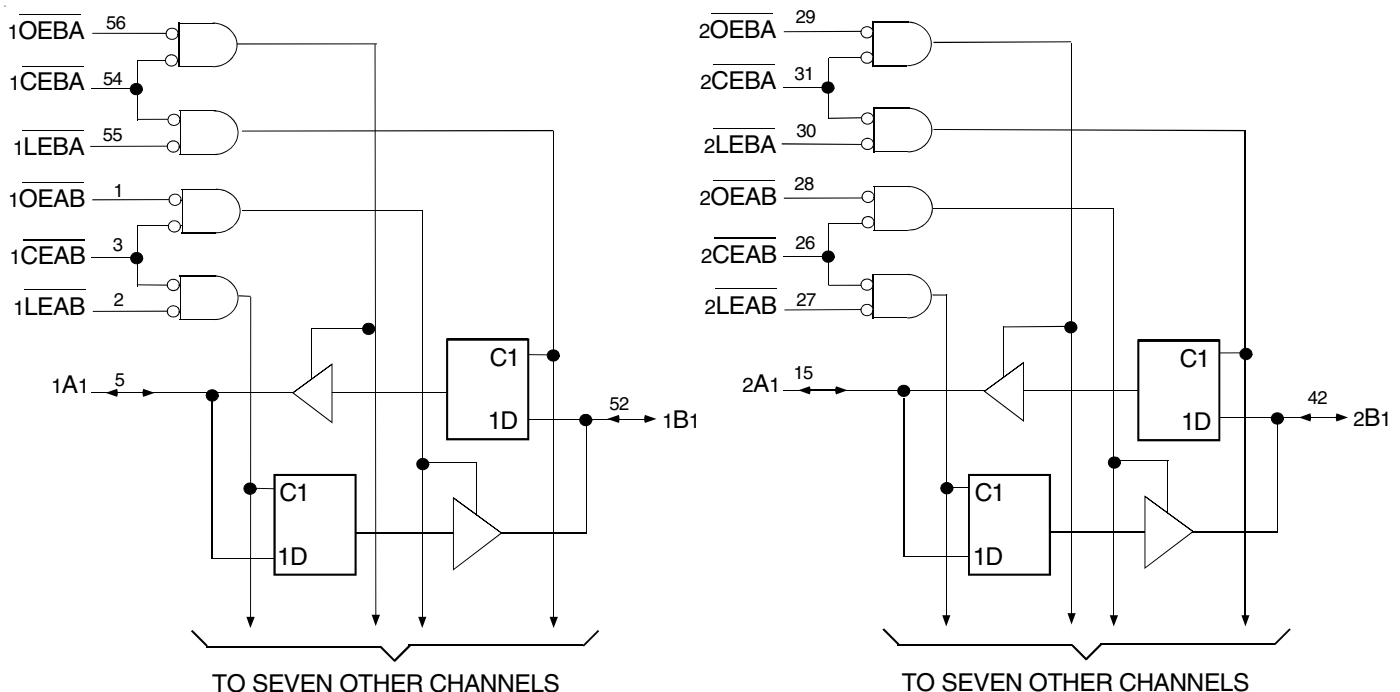 1OEBA 56
1CEBA 54
1LEBA 55
1OEAB 1
1CEAB 3
1LEAB 2
C1
1A1 5
1D
52 1B1
C1
1D
TO SEVEN OTHER CHANNELS
2OEBA 29
2CEBA 31
2LEBA 30
2OEAB 28
2CEAB 26
2LEAB 27
C1
2A1 15
1D
42 2B1
C1
1D
TO SEVEN OTHER CHANNELS